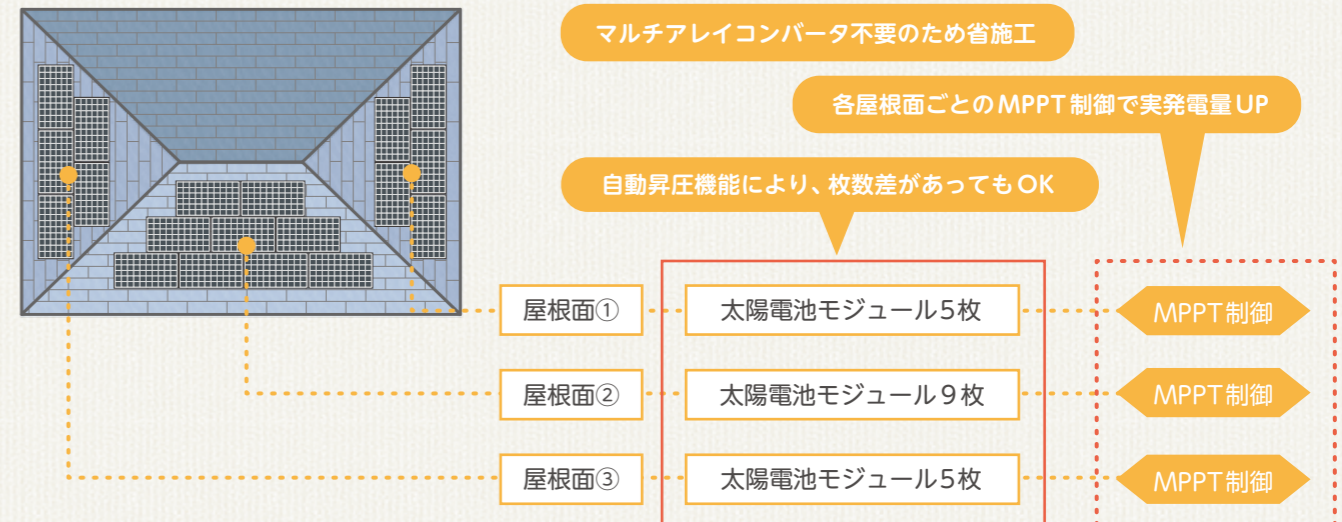 マルチアレイコンバータ不要のため省施工
各屋根面ごとのMPPT制御で実発電量UP
自動昇圧機能により、枚数差があってもOK
屋根面① 太陽電池モジュール5枚 MPPT制御
屋根面② 太陽電池モジュール9枚 MPPT制御
屋根面③ 太陽電池モジュール5枚 MPPT制御